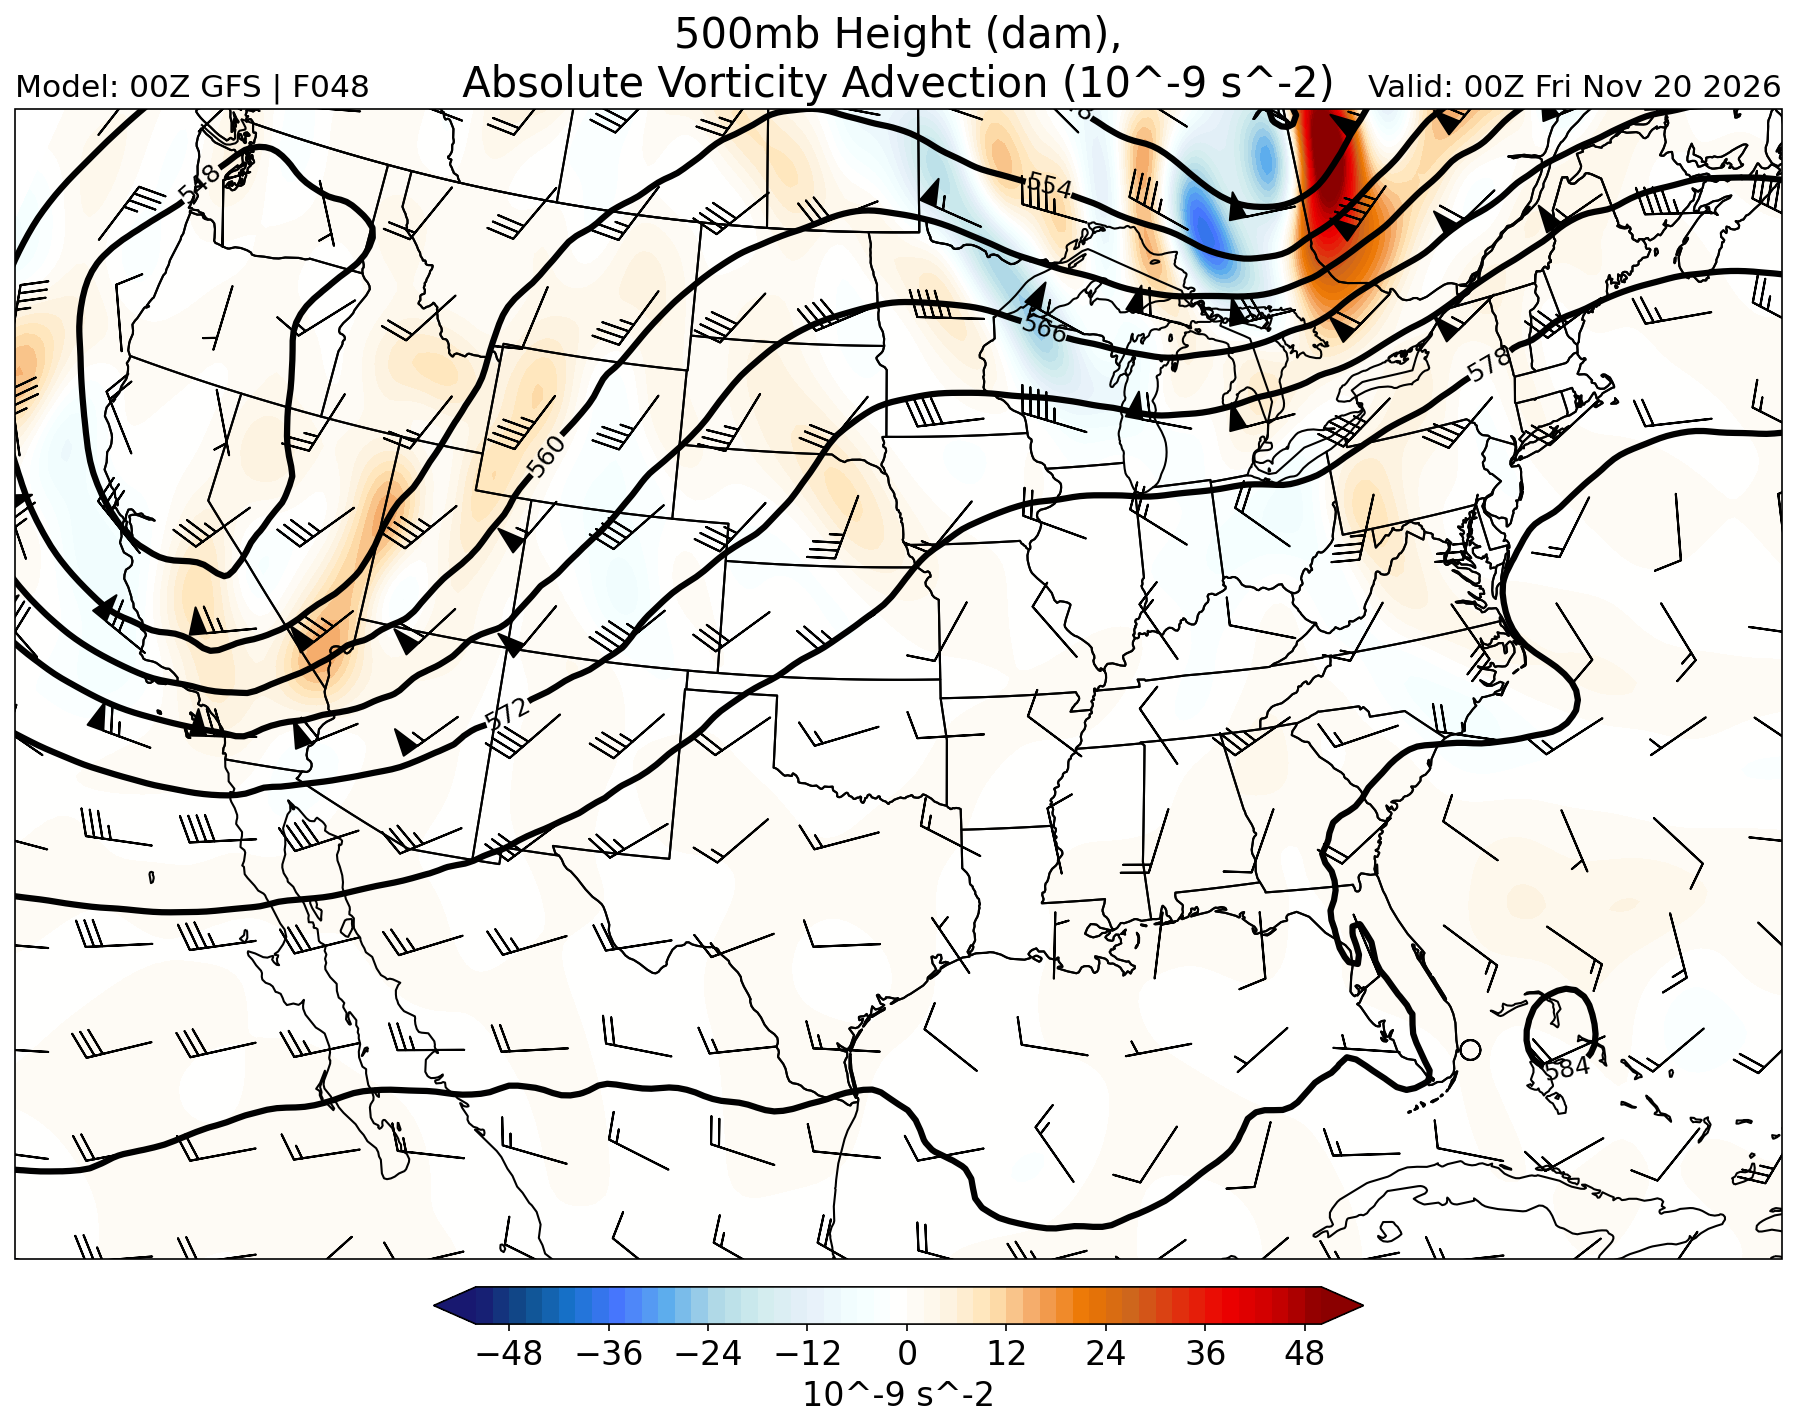 500mb Height (dam),
Model: 00Z GFS | F048 Absolute Vorticity Advection (10^-9 s^-2) Valid: 00Z Fri Nov 20 2026
548
554
566
578
560
572
584
−48 −36 −24 −12 0 12 24 36 48
10^-9 s^-2